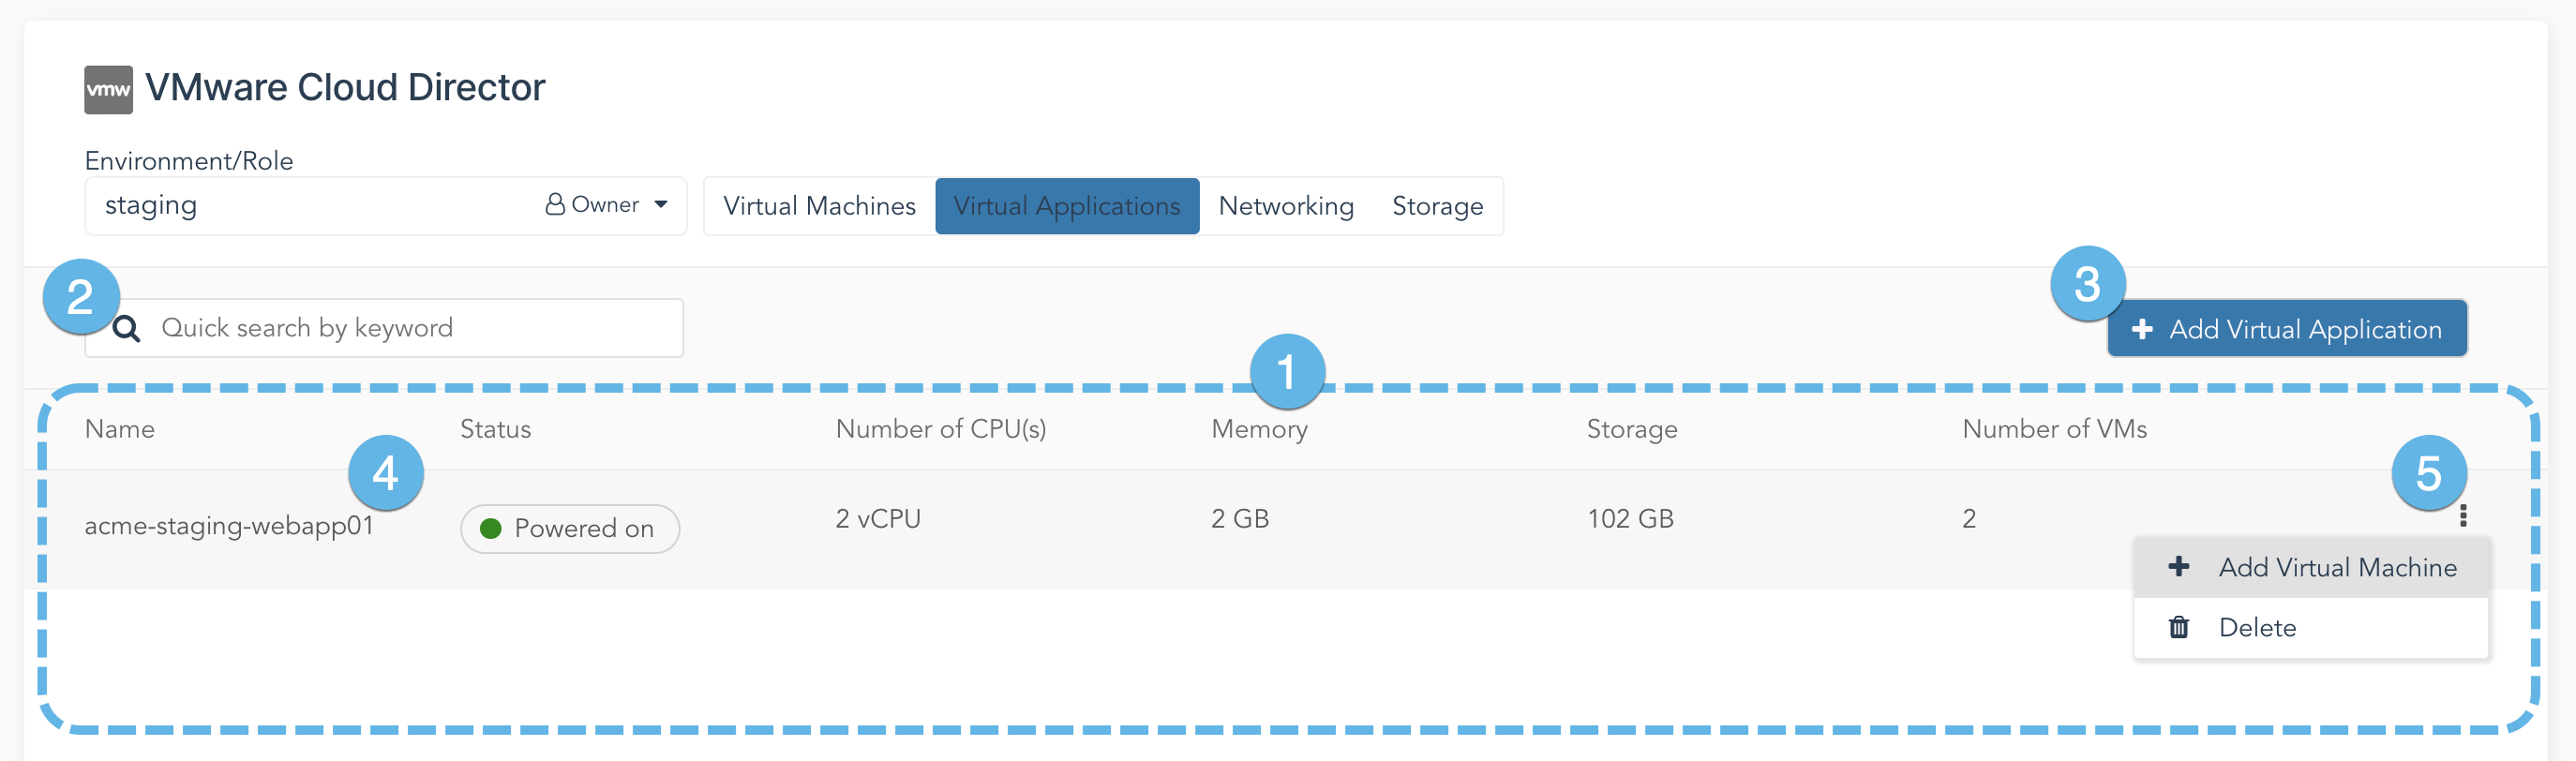 vmw VMware Cloud Director
Environment/Role
staging Owner Virtual Machines Virtual Applications Networking Storage
2 Quick search by keyword
3 + Add Virtual Application
1
Name Status Number of CPU(s) Memory Storage Number of VMs
4 5
acme-staging-webapp01 Powered on 2 vCPU 2 GB 102 GB 2
+ Add Virtual Machine
Delete